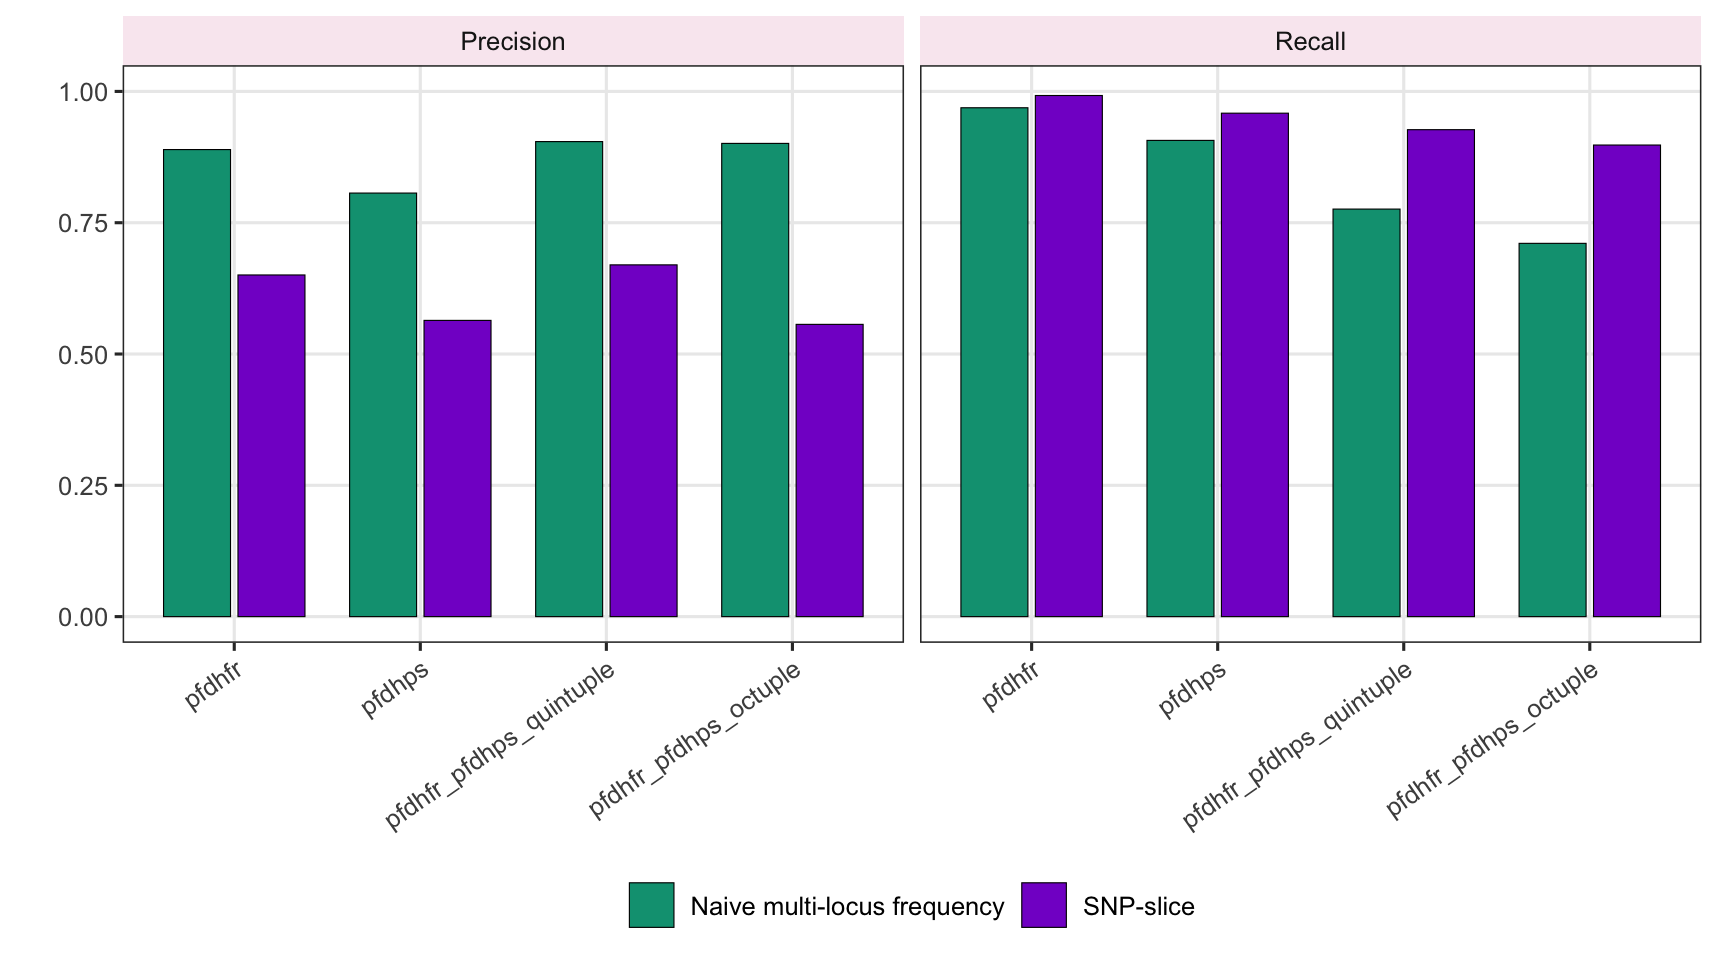 Precision
Recall
1.00
0.75
0.50
0.25
0.00
pfdhfr
pfdhps
pfdhfr_pfdhps_quintuple
pfdhfr_pfdhps_octuple
pfdhfr
pfdhps
pfdhfr_pfdhps_quintuple
pfdhfr_pfdhps_octuple
Naive multi-locus frequency
SNP-slice